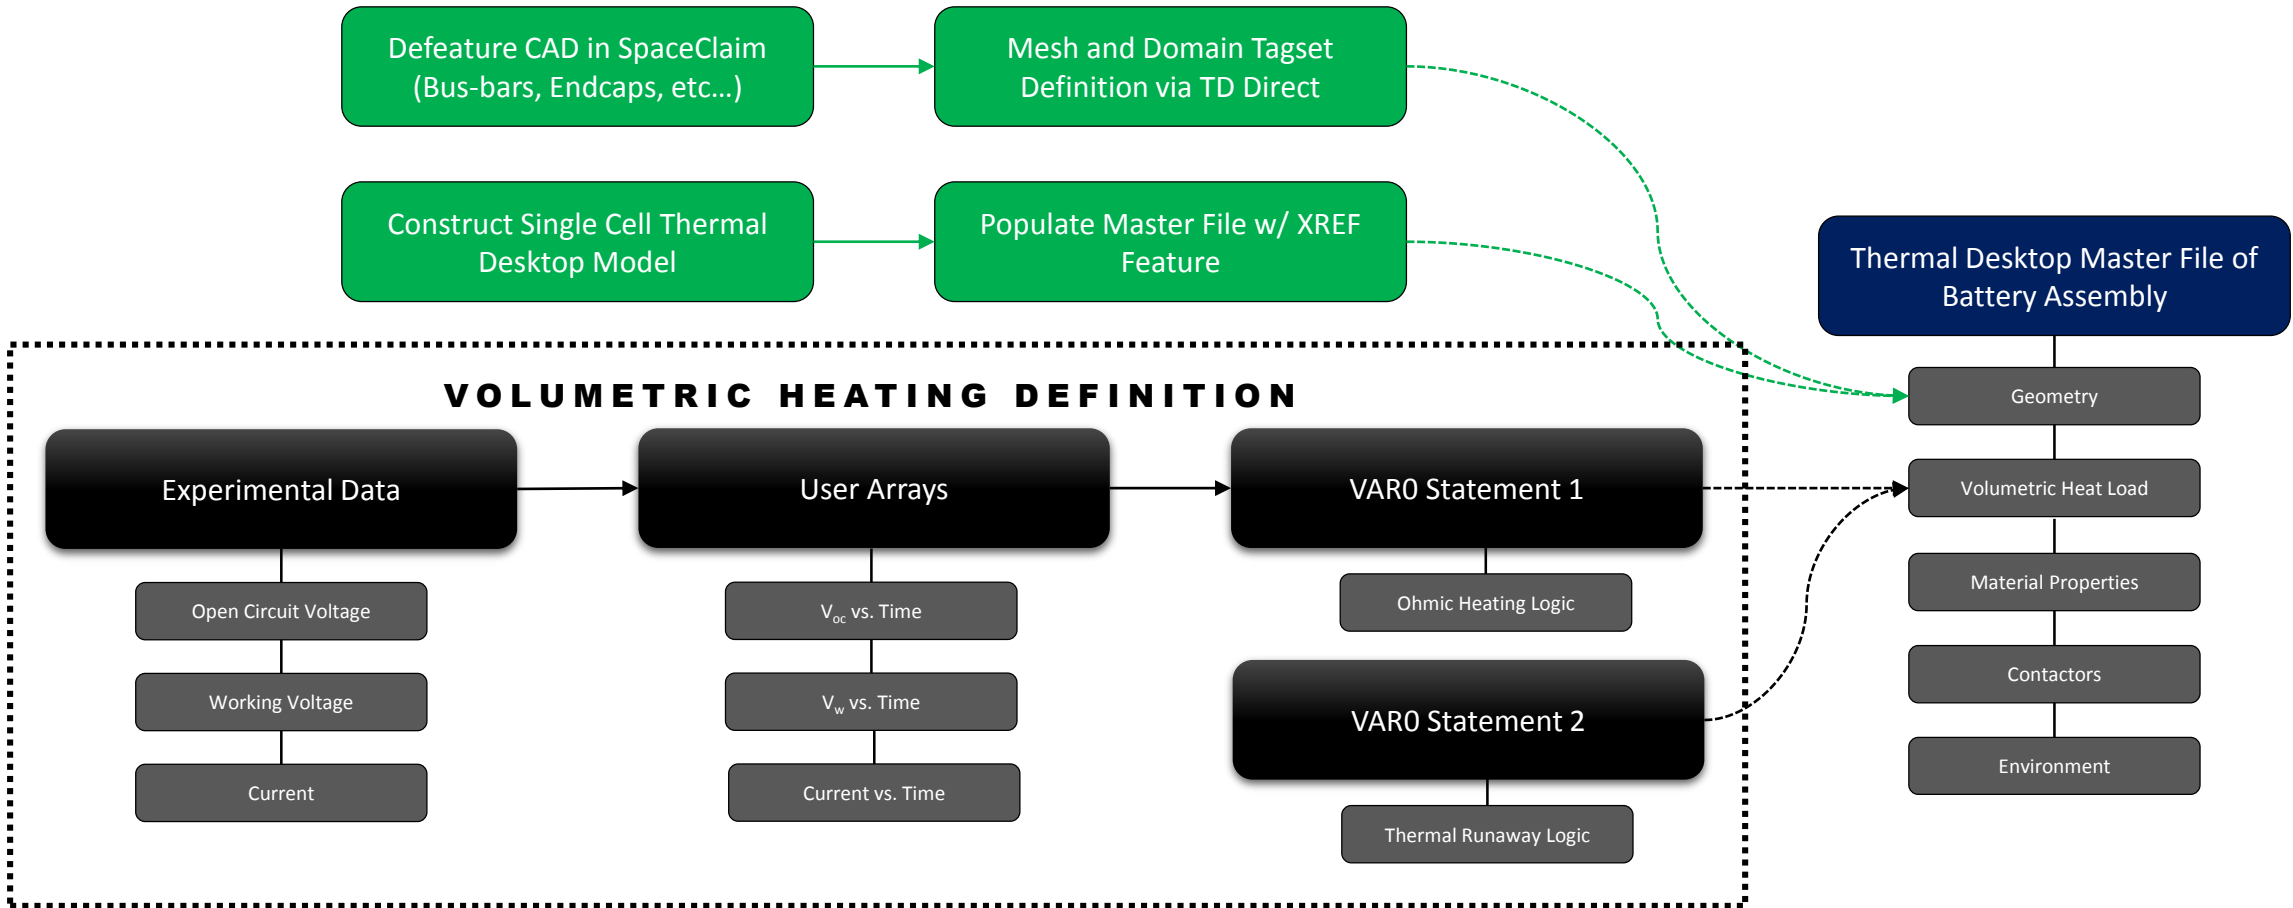 Defeature CAD in SpaceClaim
(Bus-bars, Endcaps, etc…)
Mesh and Domain Tagset
Definition via TD Direct
Construct Single Cell Thermal
Desktop Model
Populate Master File w/ XREF
Feature
Thermal Desktop Master File of
Battery Assembly
Geometry
Volumetric Heat Load
Material Properties
Contactors
Environment
VOLUMETRIC HEATING DEFINITION
Experimental Data
Open Circuit Voltage
Working Voltage
Current
User Arrays
Voc vs. Time
Vw vs. Time
Current vs. Time
VAR0 Statement 1
Ohmic Heating Logic
VAR0 Statement 2
Thermal Runaway Logic